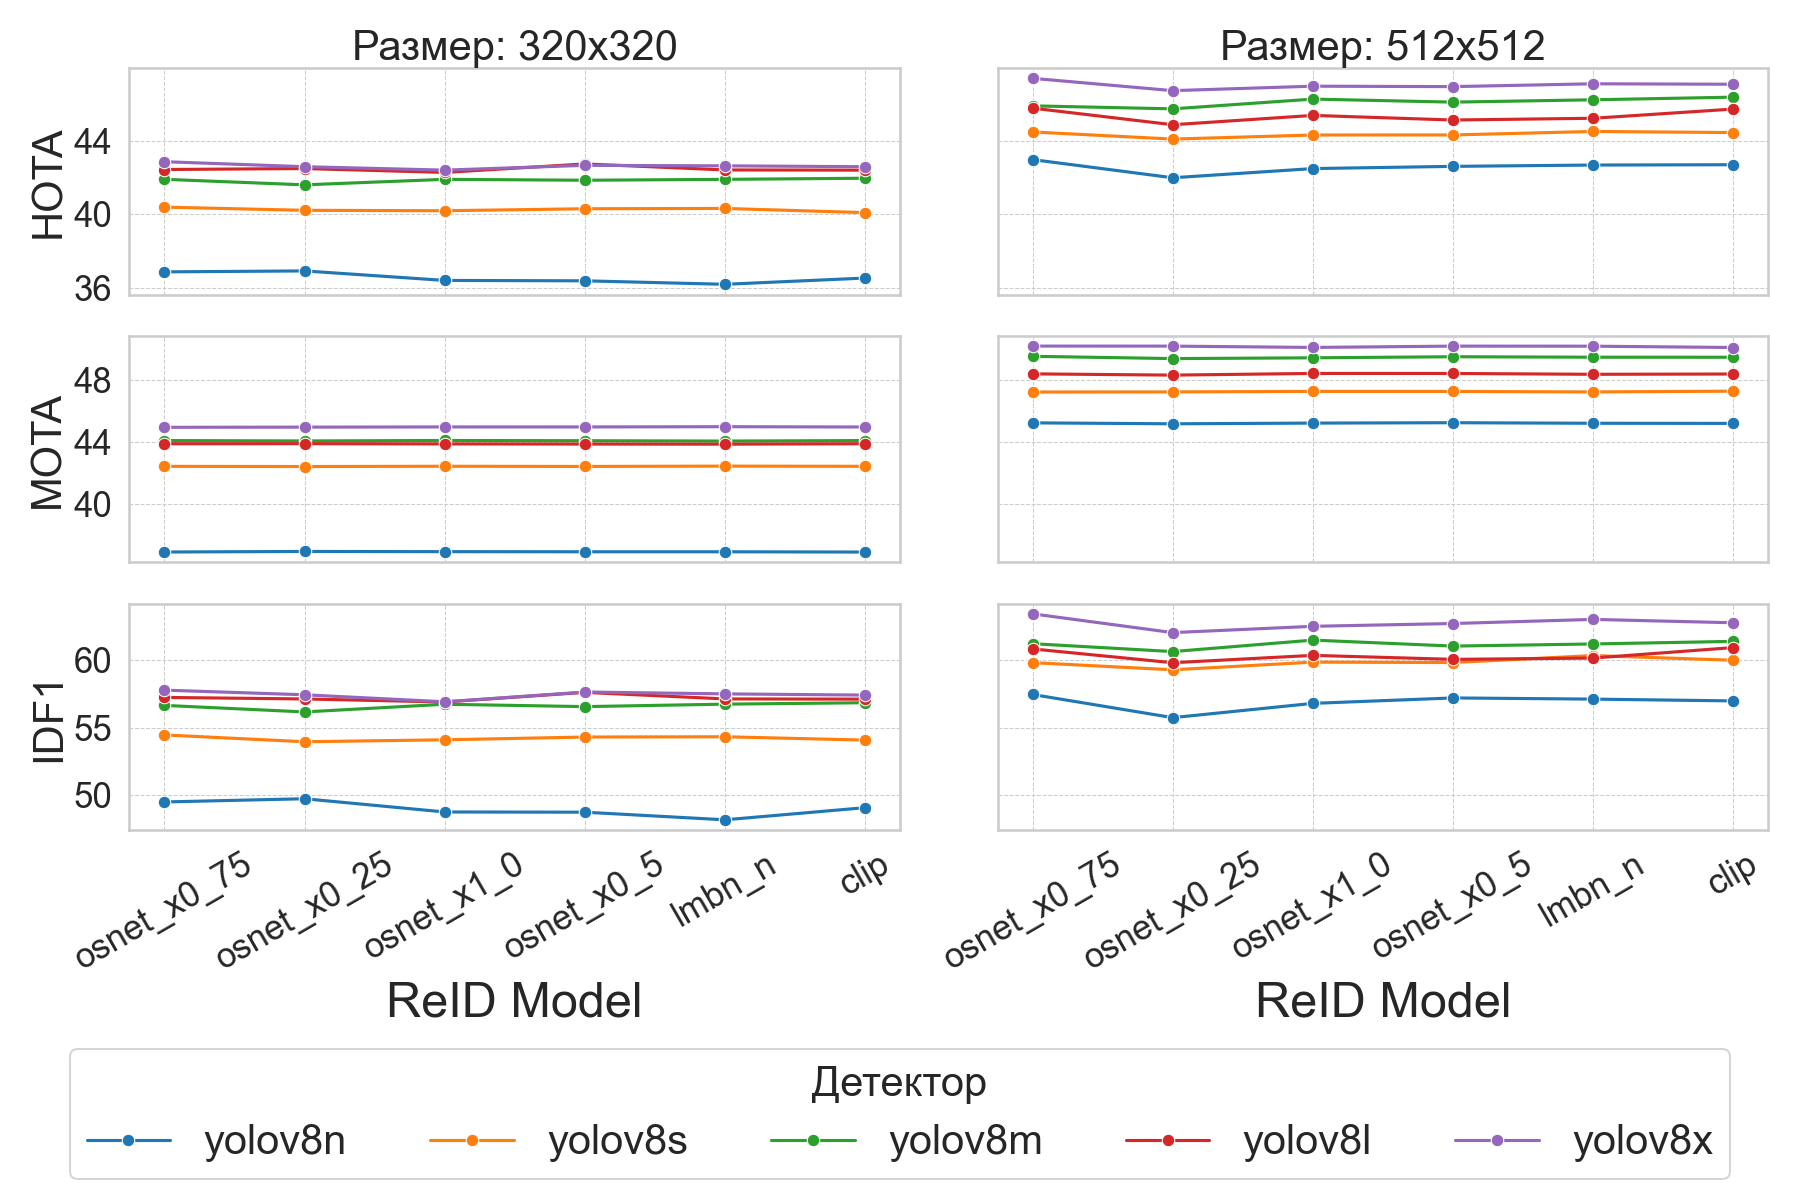 Размер: 320x320
Размер: 512x512
HOTA
44
40
36
MOTA
48
44
40
IDF1
60
55
50
osnet_x0_75
osnet_x0_25
osnet_x1_0
osnet_x0_5
lmbn_n
clip
osnet_x0_75
osnet_x0_25
osnet_x1_0
osnet_x0_5
lmbn_n
clip
ReID Model
ReID Model
Детектор
yolov8n
yolov8s
yolov8m
yolov8l
yolov8x